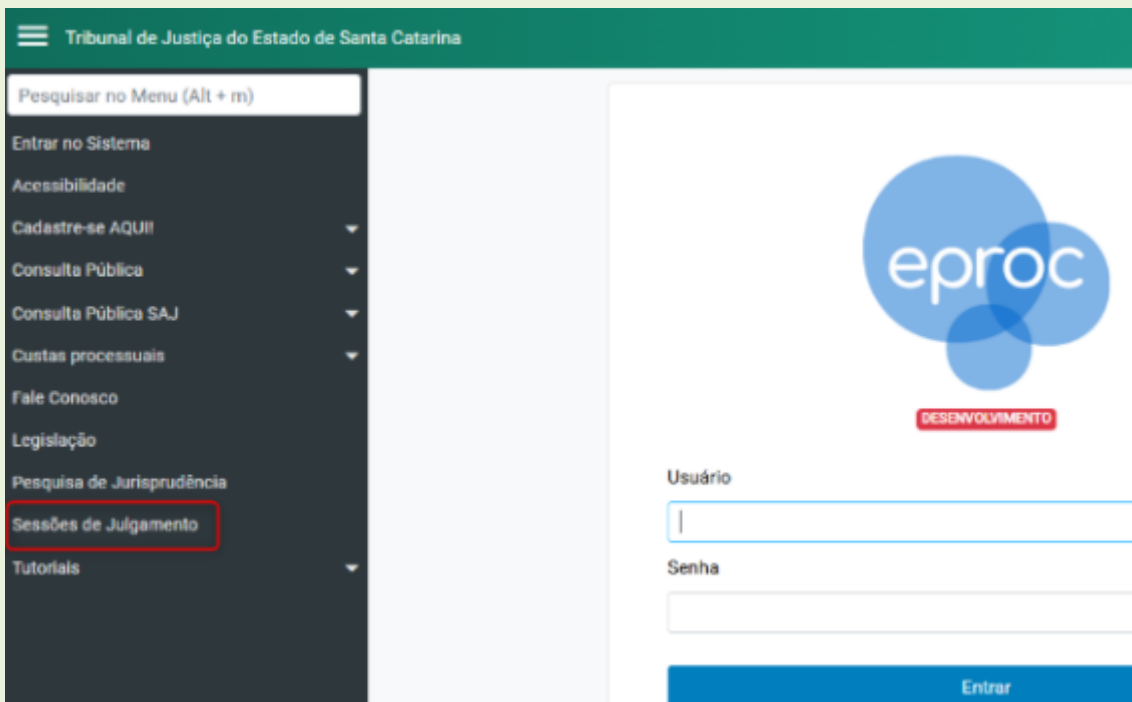 Tribunal de Justiça do Estado de Santa Catarina
Pesquisar no Menu (Alt + m)
Entrar no Sistema
Acessibilidade
Cadastre-se AQUI!
Consulta Pública
Consulta Pública SAJ
Custas processuais
Fale Conosco
Legislação
Pesquisa de Jurisprudência
Sessões de Julgamento
Tutoriais
eproc
DESENVOLVIMENTO
Usuário
Senha
Entrar